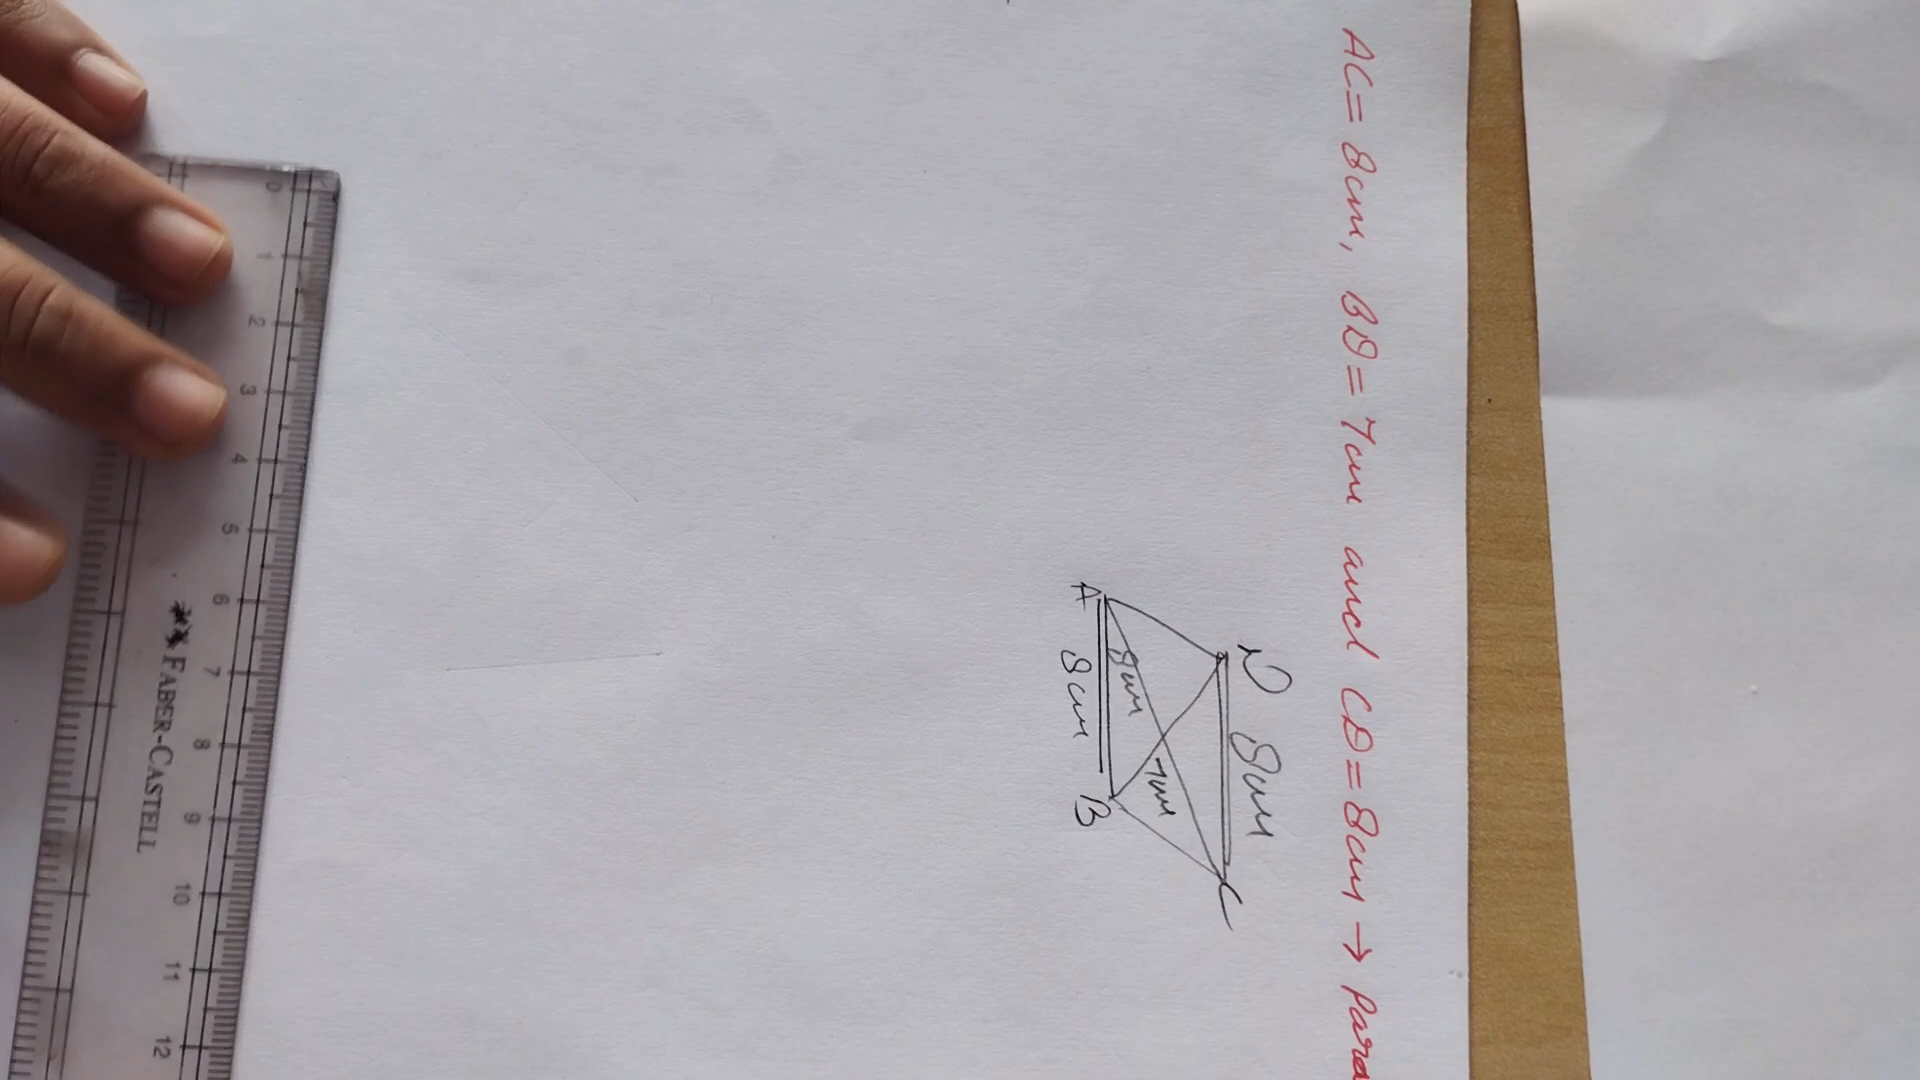 AC = 8cm, BD = 7cm and CD = 8cm → Para
D 8cm C
8cm 7cm
A 8cm B
0 1 2 3 4 5 6 7 8 9 10 11 12
FABER-CASTELL